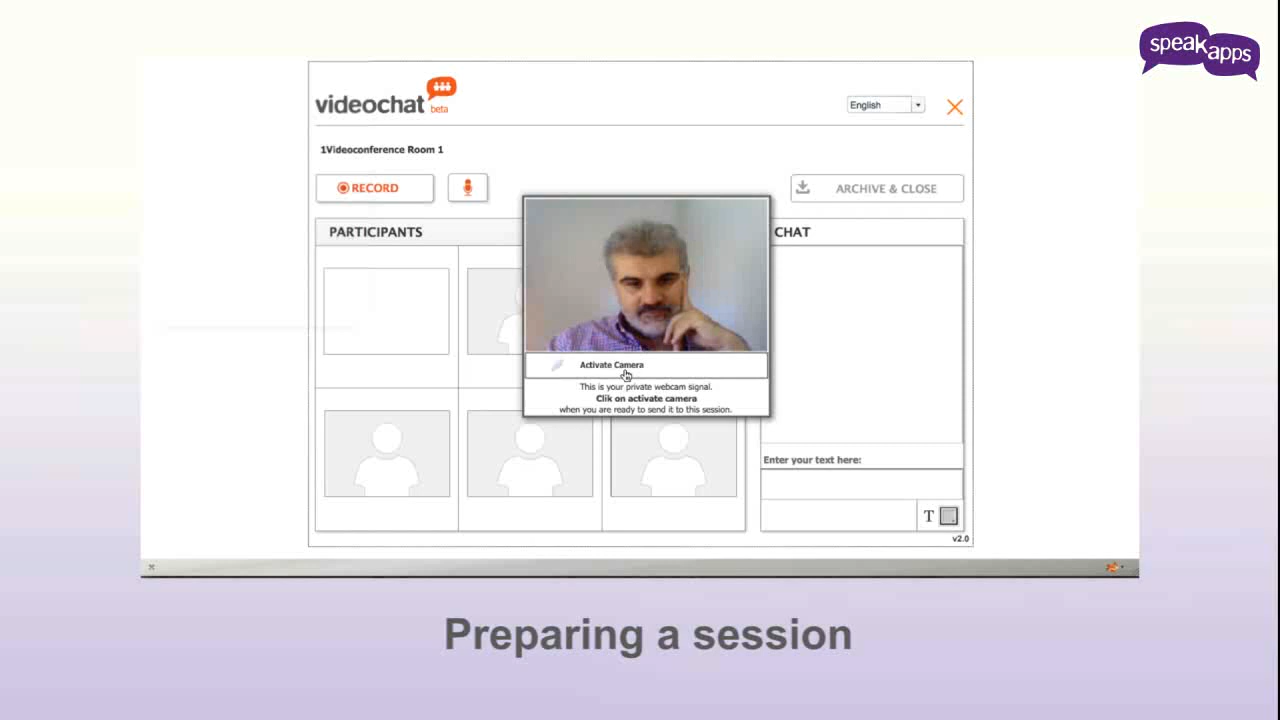 speakapps
videochat
beta
English
1Videoconference Room 1
RECORD
ARCHIVE & CLOSE
PARTICIPANTS
CHAT
Activate Camera
This is your private webcam signal.
Clik on activate camera
when you are ready to send it to this session.
Enter your text here:
T
v2.0
Preparing a session